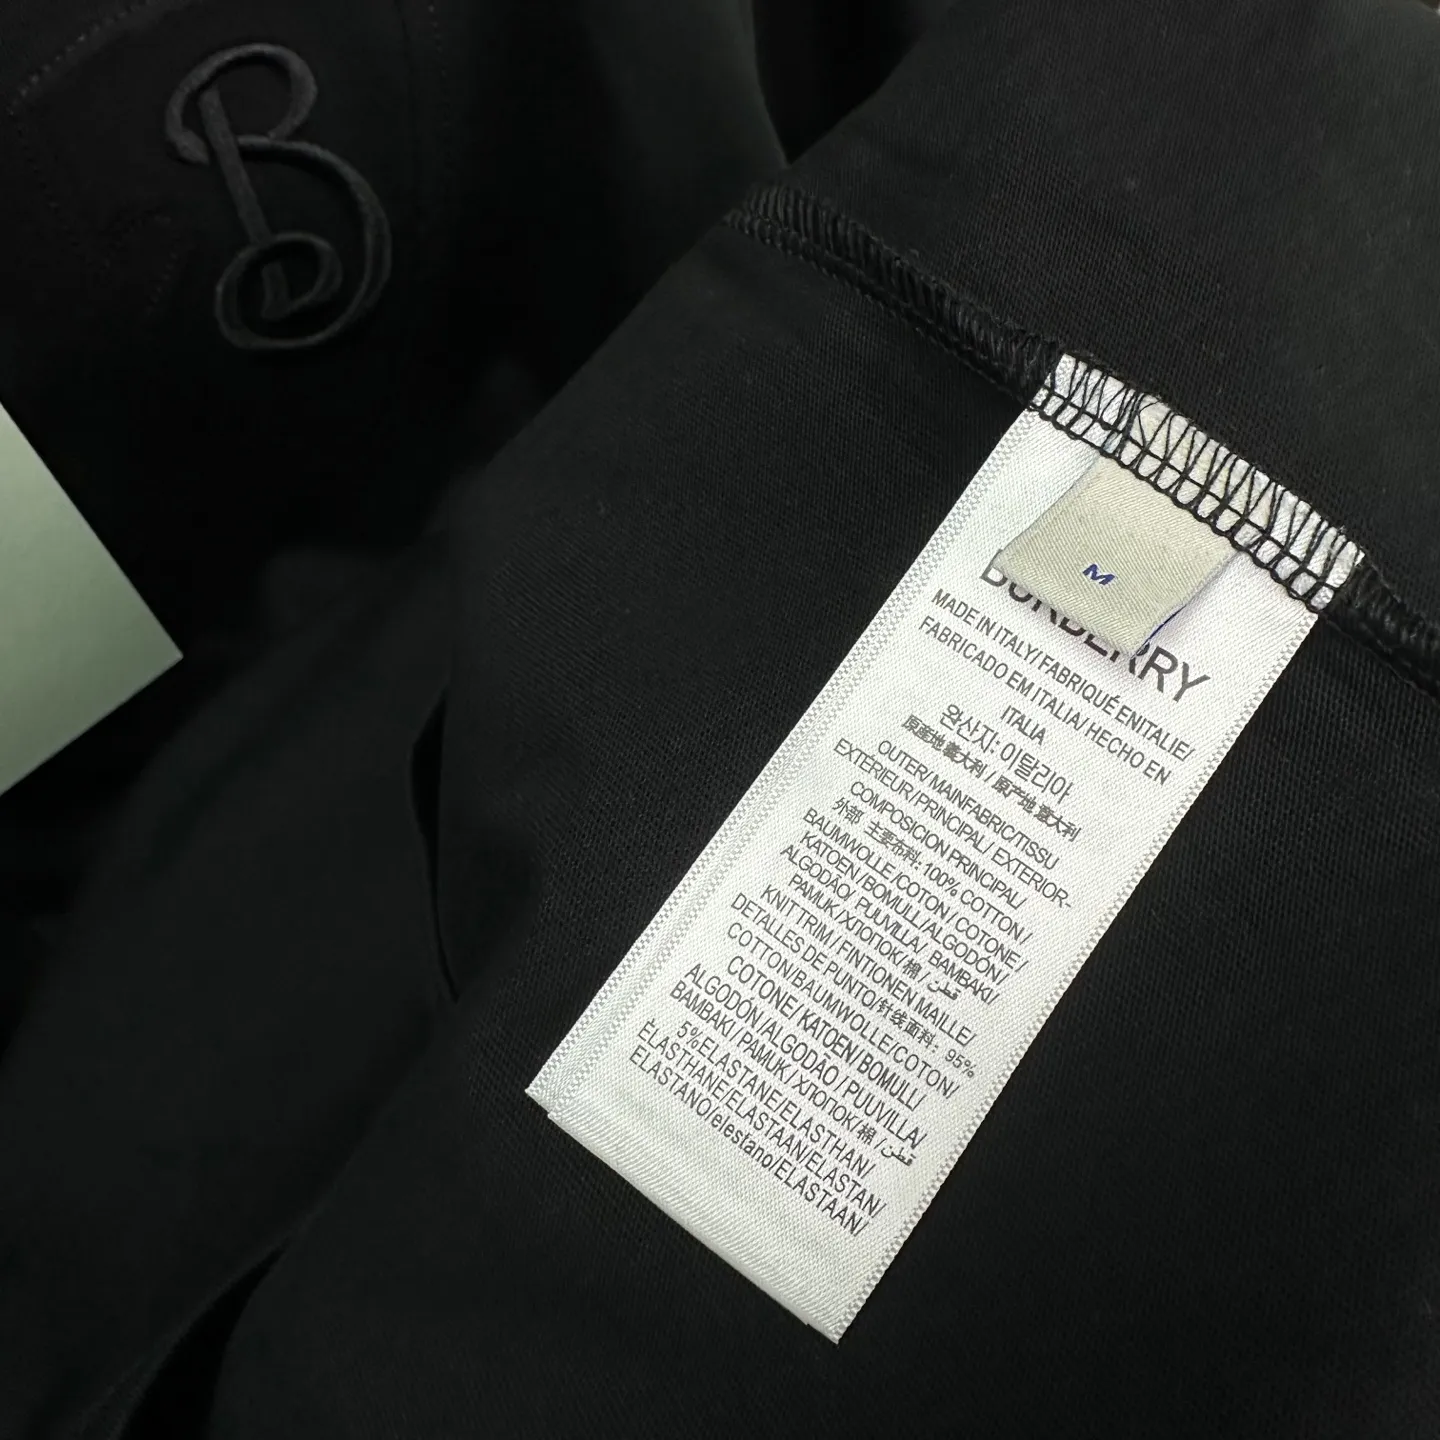 B
M
BURBERRY
MADE IN ITALY/FABRIQUÉ EN ITALIE/
FABRICADO EM ITALIA/ HECHO EN
ITALIA
완산지: 이탈리아
原産地 義大利 / 原产地 意大利
OUTER/MAINFABRIC/TISSU
EXTÉRIEUR/PRINCIPAL/ EXTERIOR-
COMPOSICION PRINCIPAL/
外部 主要布料: 100% COTTON/
BAUMWOLLE/COTON/ COTONE/
KATOEN/BOMULL/ALGODÓN/
ALGODÃO/ PUUVILLA/ BAMBAKI/
PAMUK/ХЛОПОК/棉/قطن
KNIT TRIM/FINTIONEN MAILLE/
DETALLES DE PUNTO/针线面料: 95%
COTTON/BAUMWOLLE/COTON/
COTONE/ KATOEN/BOMULL/
ALGODÓN/ALGODÃO/PUUVILLA/
BAMBAKI/PAMUK/ХЛОПОК/棉/قطن
5%ELASTANE/ELASTHAN/
ÉLASTHANE/ELASTAAN/ELASTAN/
ELASTANO/elestano/ELASTAAN/